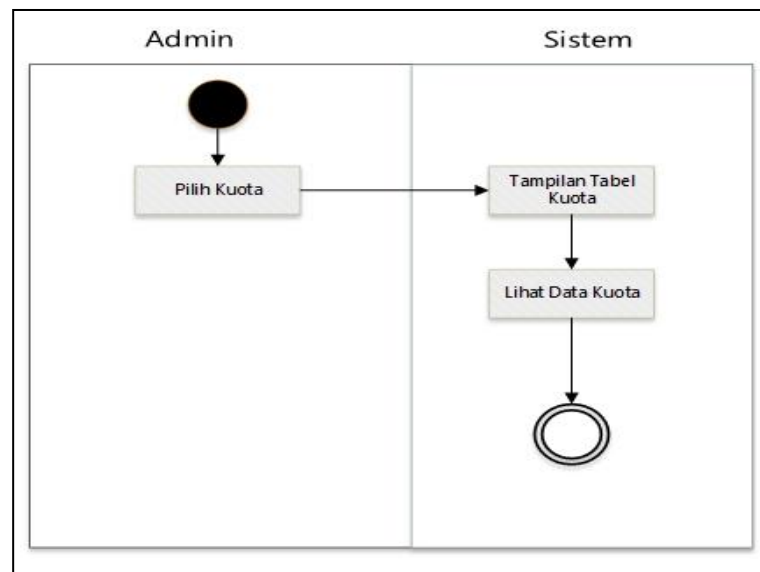 Admin
Sistem
Pilih Kuota
Tampilan Tabel
Kuota
Lihat Data Kuota